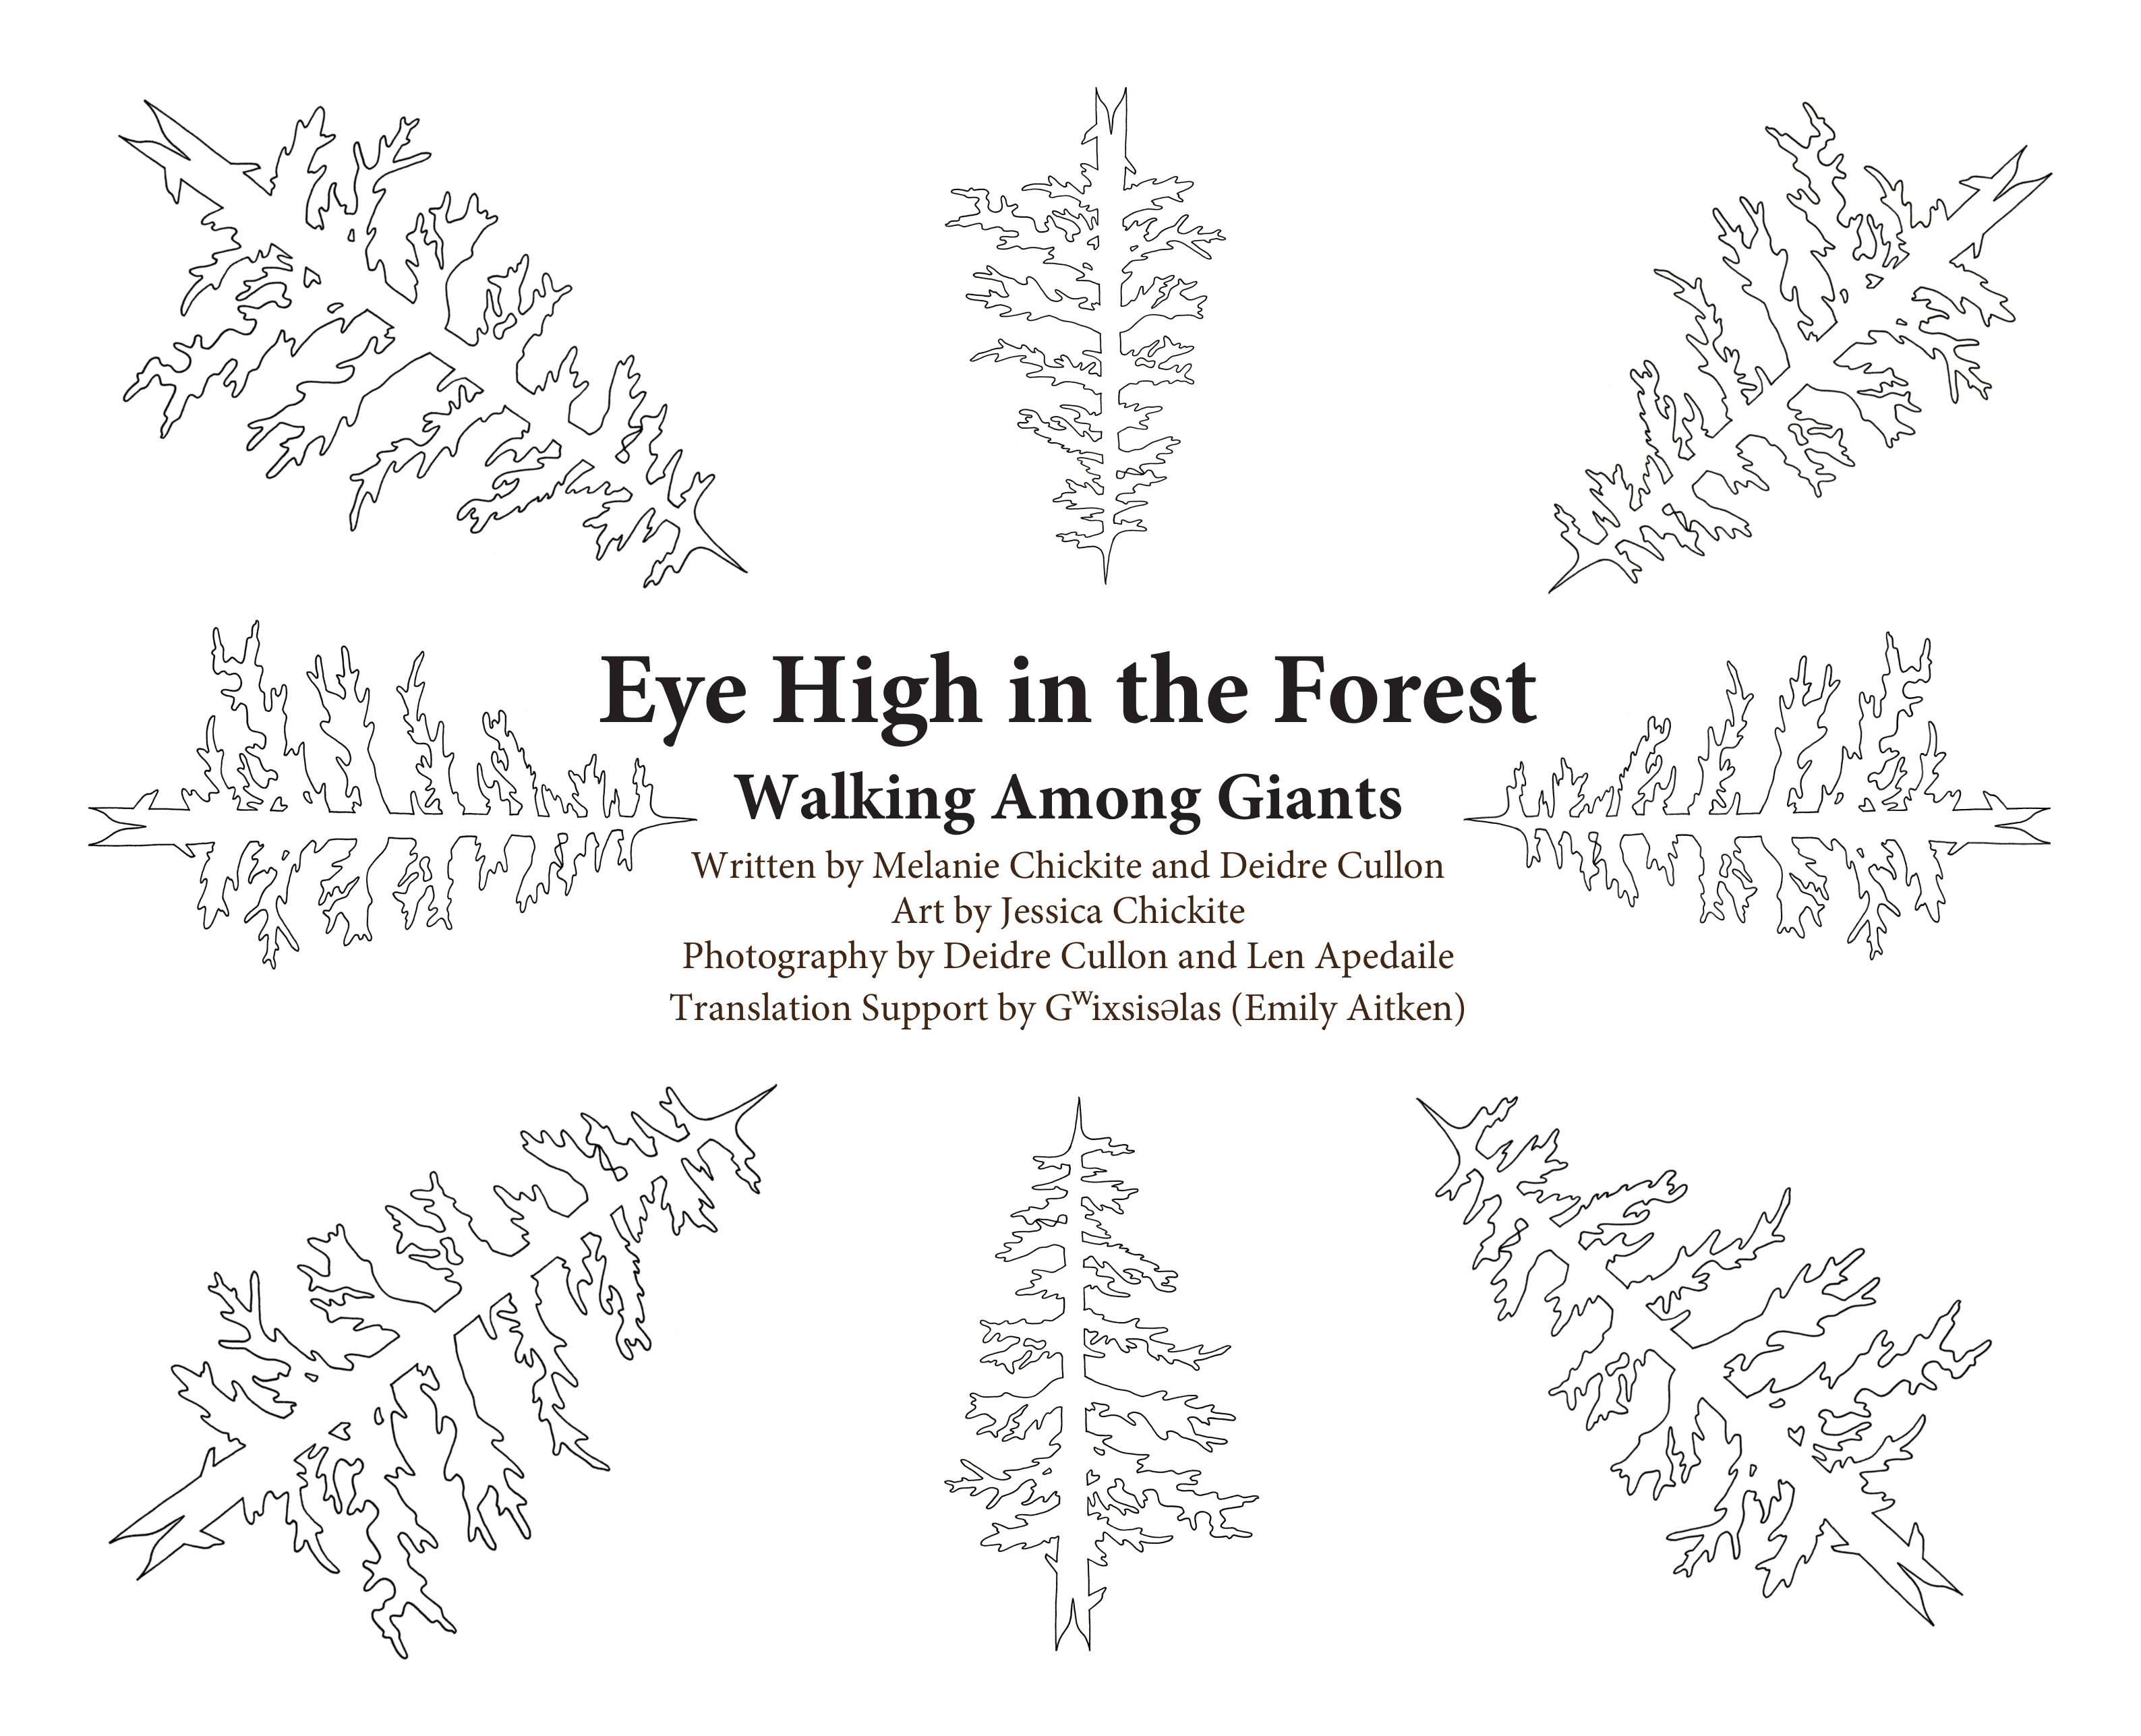 Eye High in the Forest
Walking Among Giants
Written by Melanie Chickite and Deidre Cullon
Art by Jessica Chickite
Photography by Deidre Cullon and Len Apedaile
Translation Support by Gʷixsisəlas (Emily Aitken)